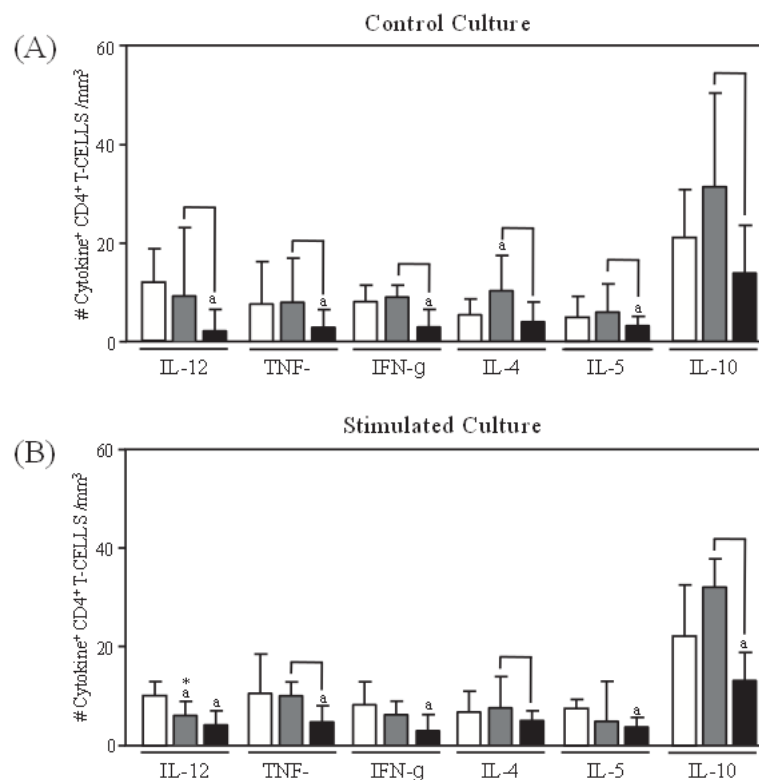 Control Culture
(A)
# Cytokine⁺ CD4⁺ T-CELLS /mm³
60
40
20
0
a
a
a
a
a
IL-12 TNF- IFN-g IL-4 IL-5 IL-10
Stimulated Culture
(B)
# Cytokine⁺ CD4⁺ T-CELLS /mm³
60
40
20
0
*
a
a
a
a
a
a
IL-12 TNF- IFN-g IL-4 IL-5 IL-10